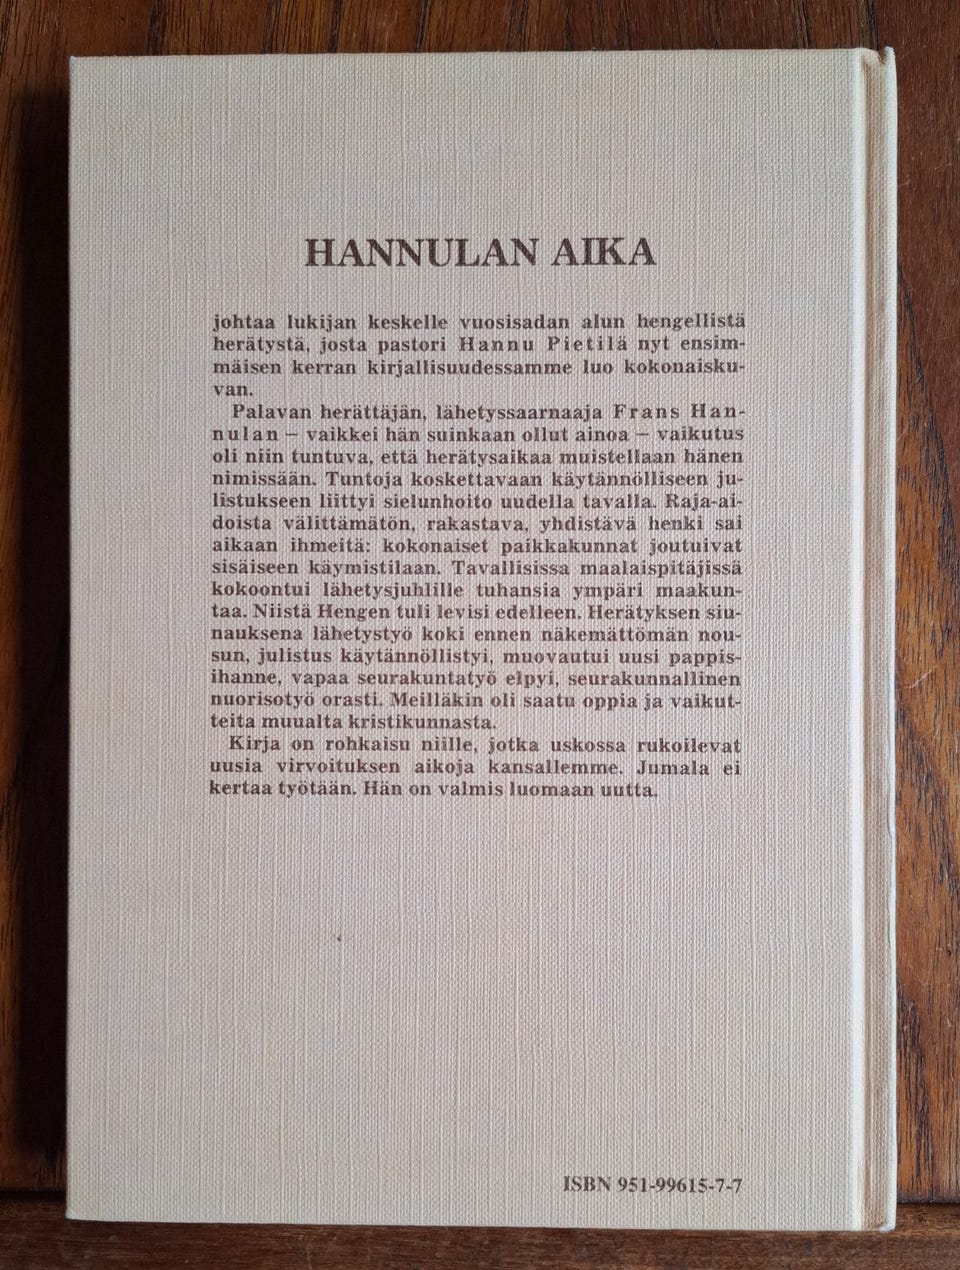 HANNULAN AIKA
johtaa lukijan keskelle vuosisadan alun hengellistä
herätystä, josta pastori Hannu Pietilä nyt ensim-
mäisen kerran kirjallisuudessamme luo kokonaisku-
van.
Palavan herättäjän, lähetyssaarnaaja Frans Han-
nulan – vaikkei hän suinkaan ollut ainoa – vaikutus
oli niin tuntuva, että herätysaikaa muistellaan hänen
nimissään. Tuntoja koskettavaan käytännölliseen ju-
listukseen liittyi sielunhoito uudella tavalla. Raja-ai-
doista välittämätön, rakastava, yhdistävä henki sai
aikaan ihmeitä: kokonaiset paikkakunnat joutuivat
sisäiseen käymistilaan. Tavallisissa maalaispitäjissä
kokoontui lähetysjuhlille tuhansia ympäri maakun-
taa. Niistä Hengen tuli levisi edelleen. Herätyksen siu-
nauksena lähetystyö koki ennen näkemättömän nou-
sun, julistus käytännöllistyi, muovautui uusi pappis-
ihanne, vapaa seurakuntatyö elpyi, seurakunnallinen
nuorisotyö orasti. Meilläkin oli saatu oppia ja vaikut-
teita muualta kristikunnasta.
Kirja on rohkaisu niille, jotka uskossa rukoilevat
uusia virvoituksen aikoja kansallemme. Jumala ei
kertaa työtään. Hän on valmis luomaan uutta.
ISBN 951-99615-7-7